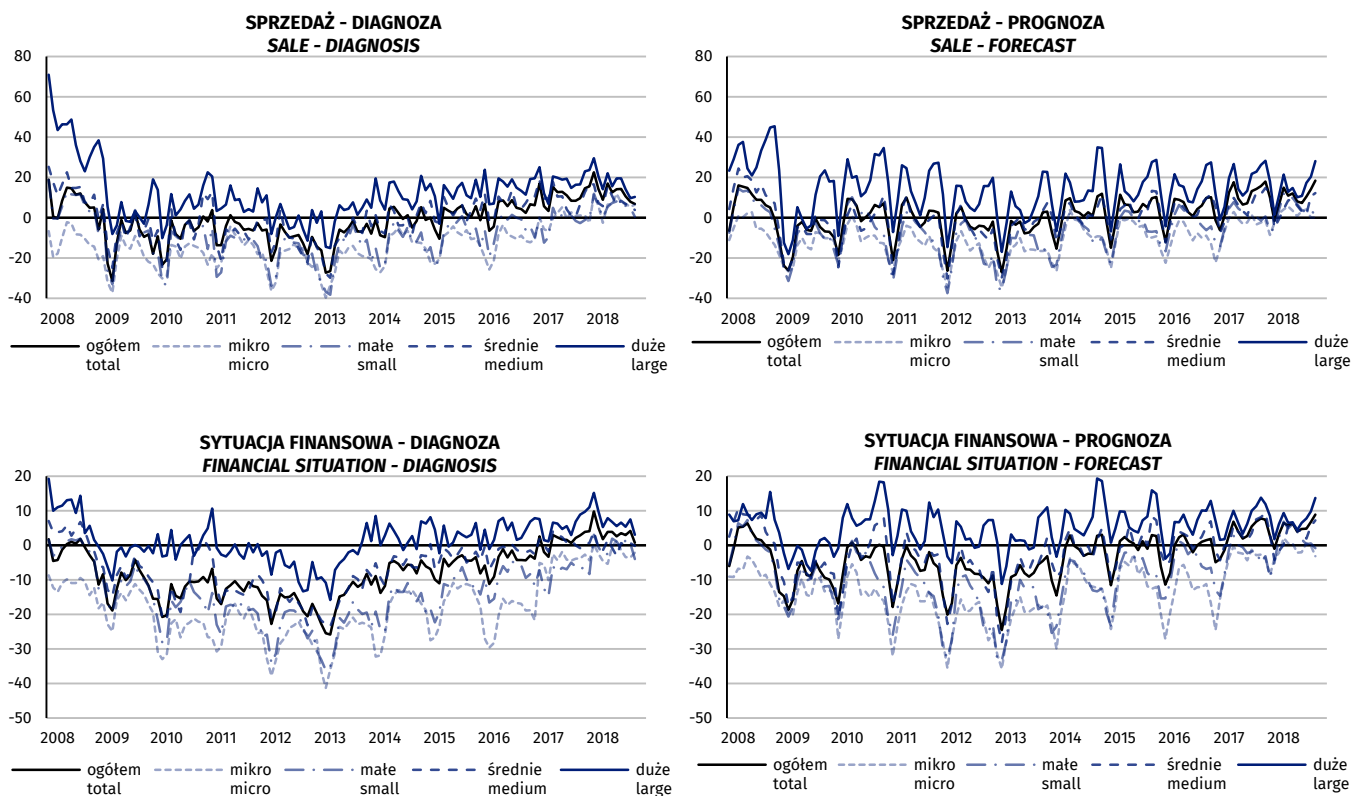 SPRZEDAŻ - DIAGNOZA
SALE - DIAGNOSIS
80
60
40
20
0
-20
-40
2008 2009 2010 2011 2012 2013 2014 2015 2016 2017 2018
ogółem mikro małe średnie duże
total micro small medium large
SPRZEDAŻ - PROGNOZA
SALE - FORECAST
80
60
40
20
0
-20
-40
2008 2009 2010 2011 2012 2013 2014 2015 2016 2017 2018
ogółem mikro małe średnie duże
total micro small medium large
SYTUACJA FINANSOWA - DIAGNOZA
FINANCIAL SITUATION - DIAGNOSIS
20
10
0
-10
-20
-30
-40
-50
2008 2009 2010 2011 2012 2013 2014 2015 2016 2017 2018
ogółem mikro małe średnie duże
total micro small medium large
SYTUACJA FINANSOWA - PROGNOZA
FINANCIAL SITUATION - FORECAST
20
10
0
-10
-20
-30
-40
-50
2008 2009 2010 2011 2012 2013 2014 2015 2016 2017 2018
ogółem mikro małe średnie duże
total micro small medium large